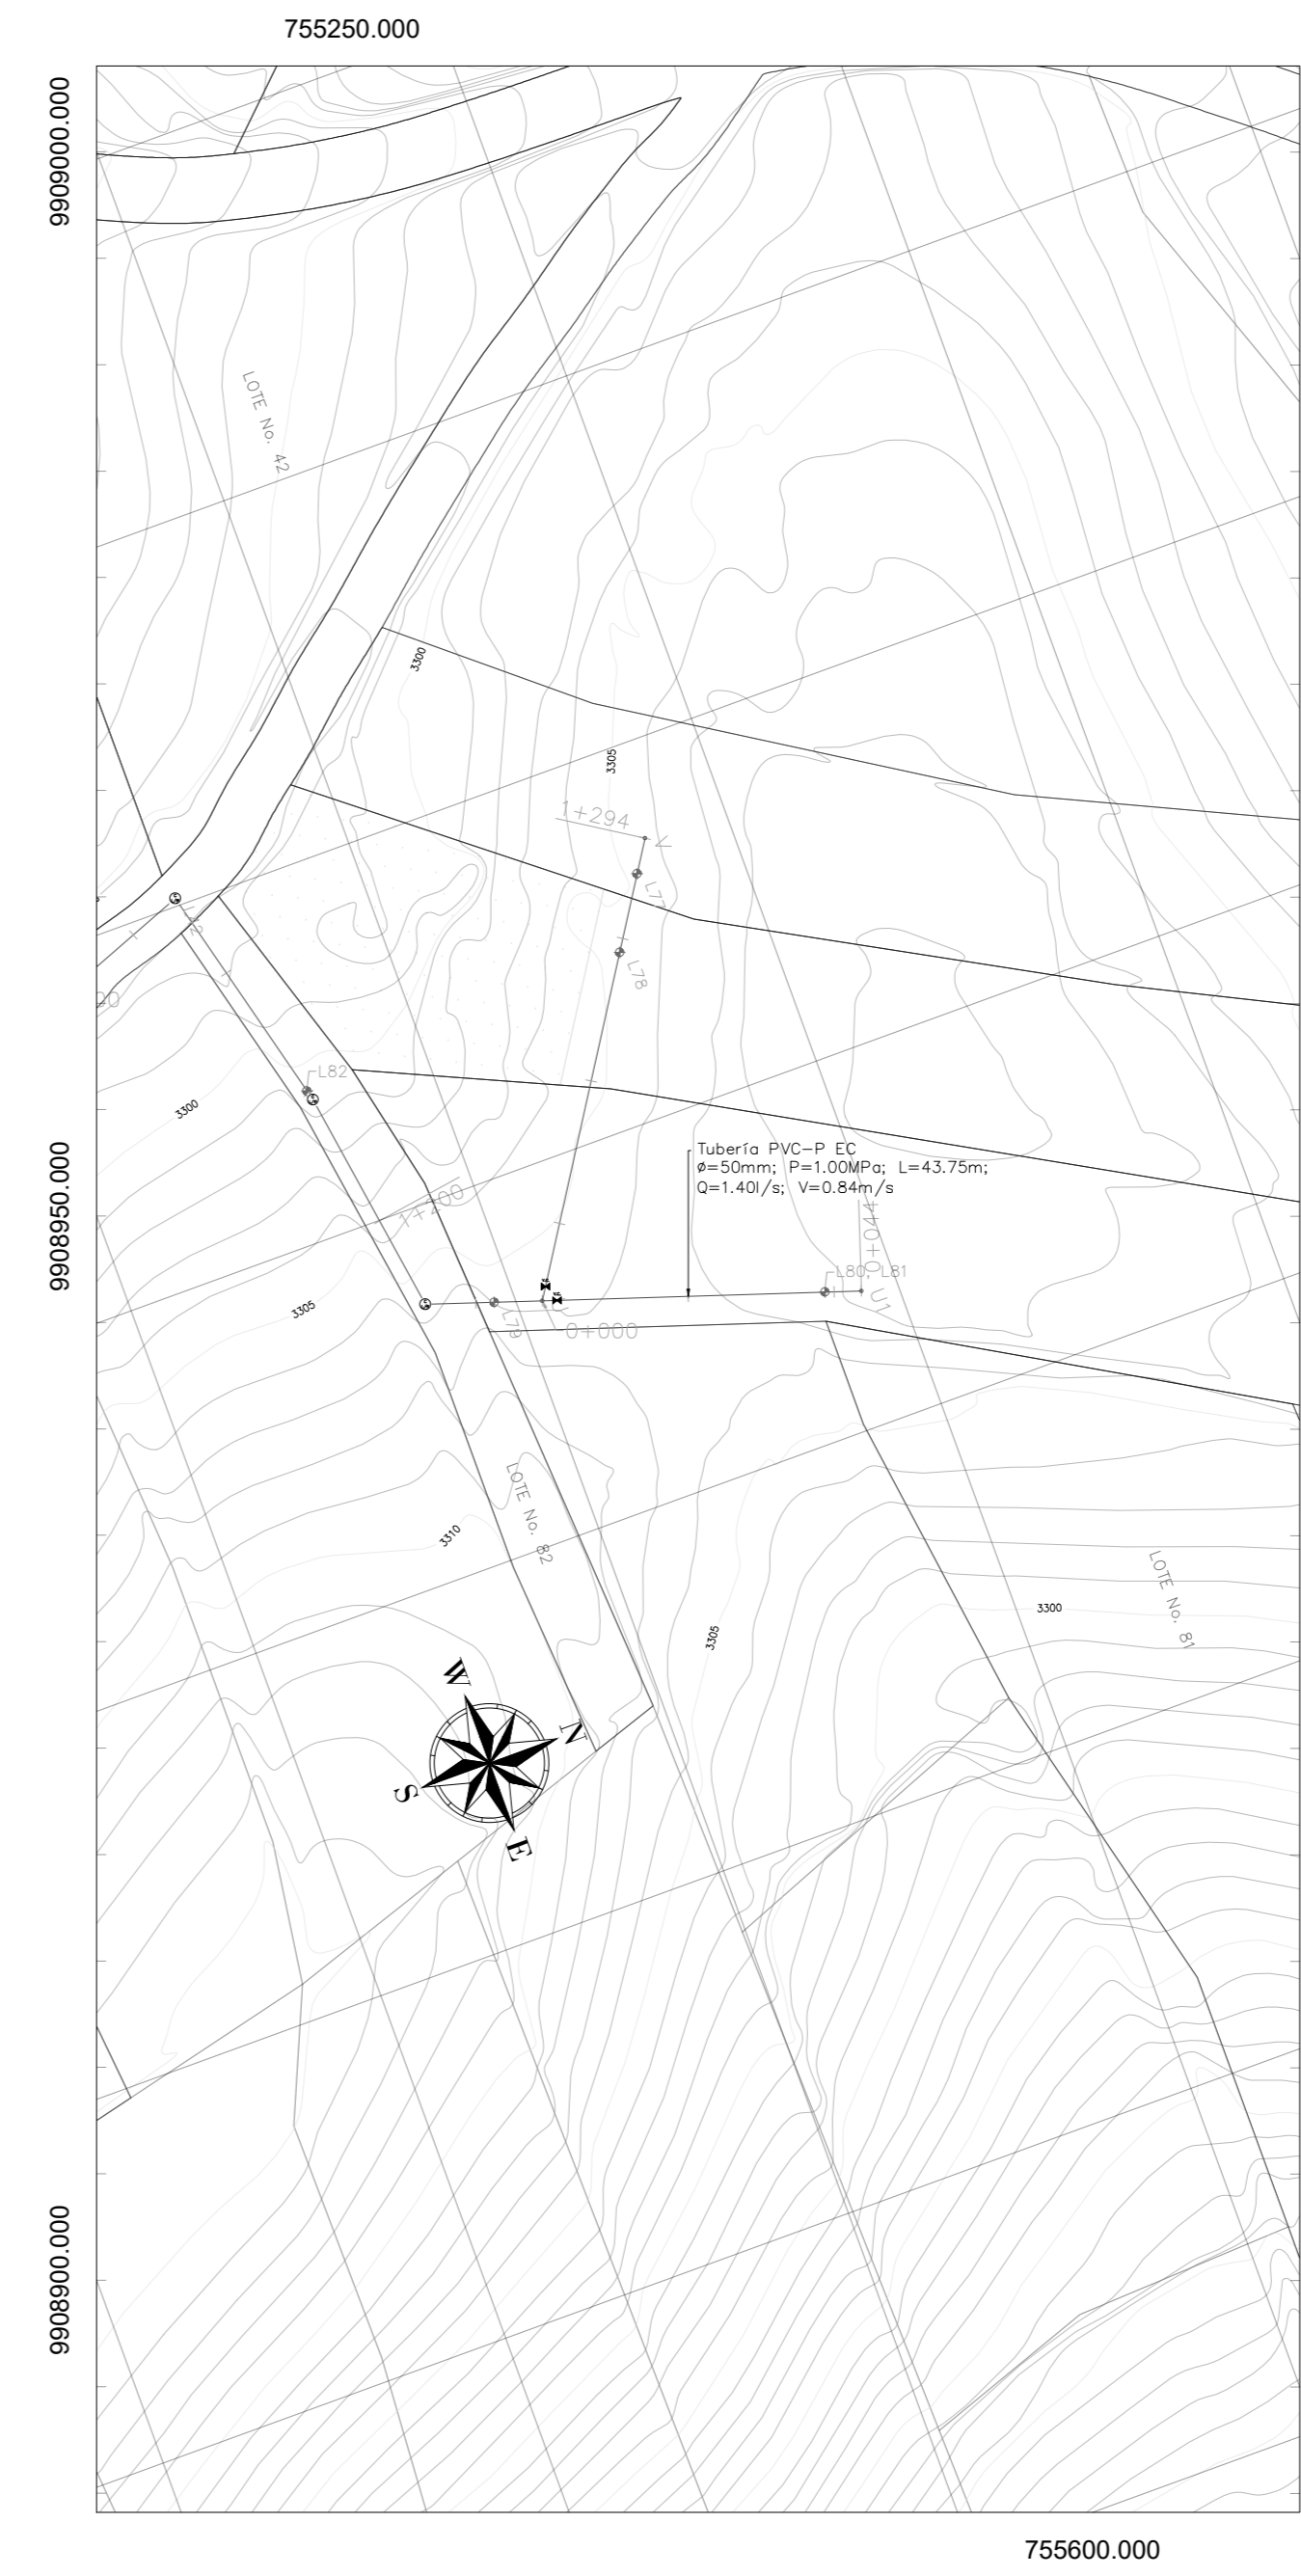 755250.000
9909000.000
LOTE No. 42
3300
3305
1+294
V
L77
L78
L82
3300
9908950.000
1+200
Tubería PVC-P EC
ø=50mm; P=1.00MPa; L=43.75m;
Q=1.40l/s; V=0.84m/s
0+044
L80, L81
U1
L79
U
0+000
3305
3310
LOTE No. 82
LOTE No. 81
3300
3305
W
N
S
E
9908900.000
755600.000